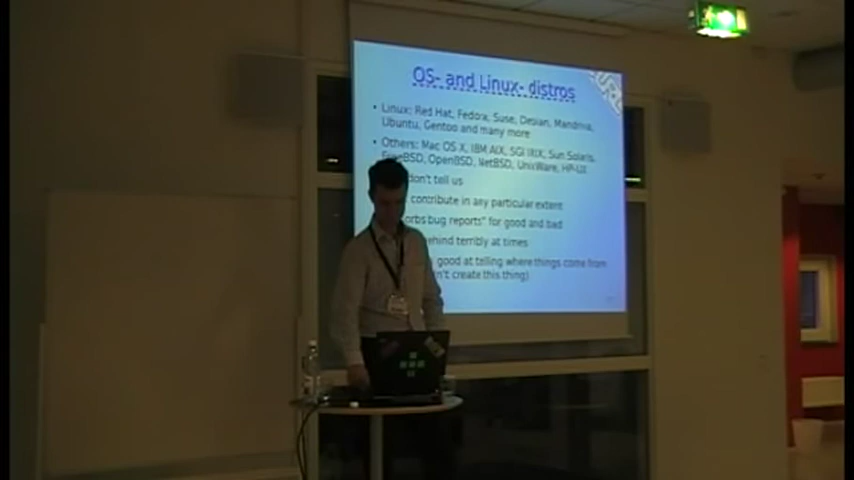 OS- and Linux- distros
CURL
• Linux: Red Hat, Fedora, Suse, Debian, Mandriva,
Ubuntu, Gentoo and many more
• Others: Mac OS X, IBM AIX, SGI IRIX, Sun Solaris,
FreeBSD, OpenBSD, NetBSD, UnixWare, HP-UX
don't tell us
contribute in any particular extent
orbs bug reports" for good and bad
behind terribly at times
good at telling where things come from
n't create this thing)